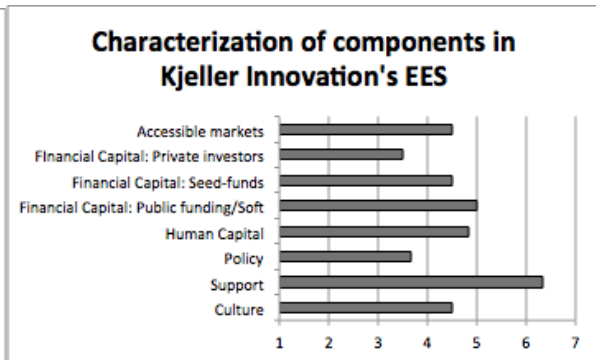 Characterization of components in
Kjeller Innovation's EES
Accessible markets
FInancial Capital: Private investors
Financial Capital: Seed-funds
Financial Capital: Public funding/Soft
Human Capital
Policy
Support
Culture
1 2 3 4 5 6 7